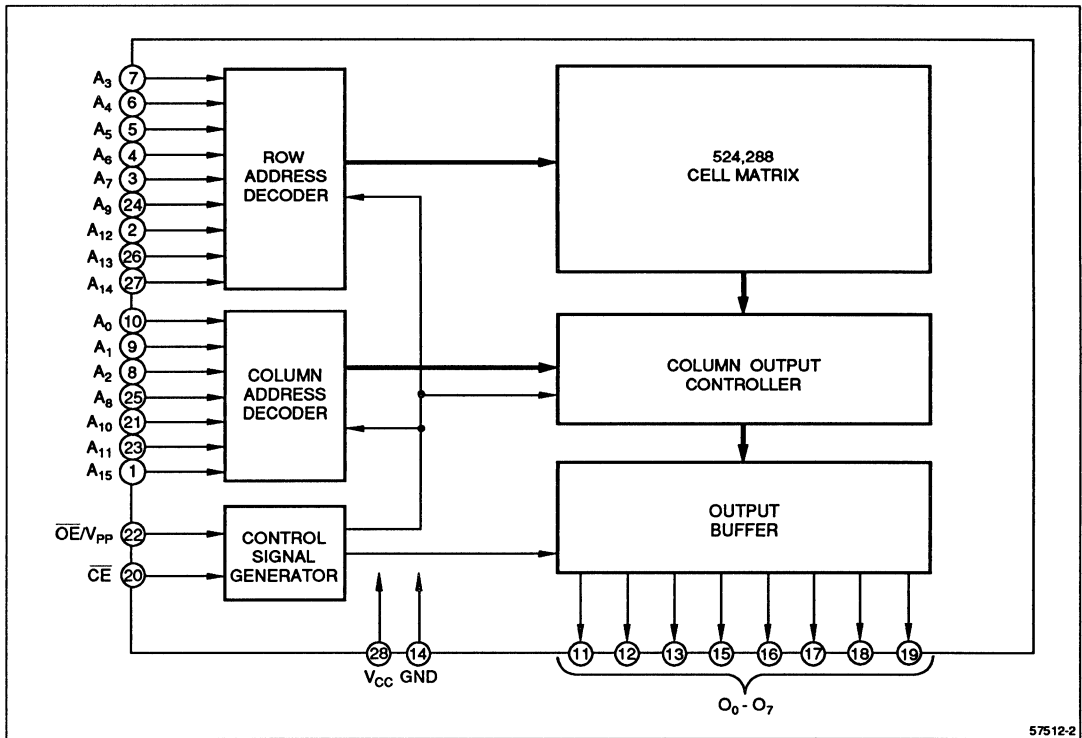 A3 7
A4 6
A5 5
A6 4
A7 3
A9 24
A12 2
A13 26
A14 27
ROW
ADDRESS
DECODER
524,288
CELL MATRIX
A0 10
A1 9
A2 8
A8 25
A10 21
A11 23
A15 1
COLUMN
ADDRESS
DECODER
COLUMN OUTPUT
CONTROLLER
O̅E̅/VPP 22
C̅E̅ 20
CONTROL
SIGNAL
GENERATOR
OUTPUT
BUFFER
28 14 11 12 13 15 16 17 18 19
VCC GND
O0 - O7
57512-2